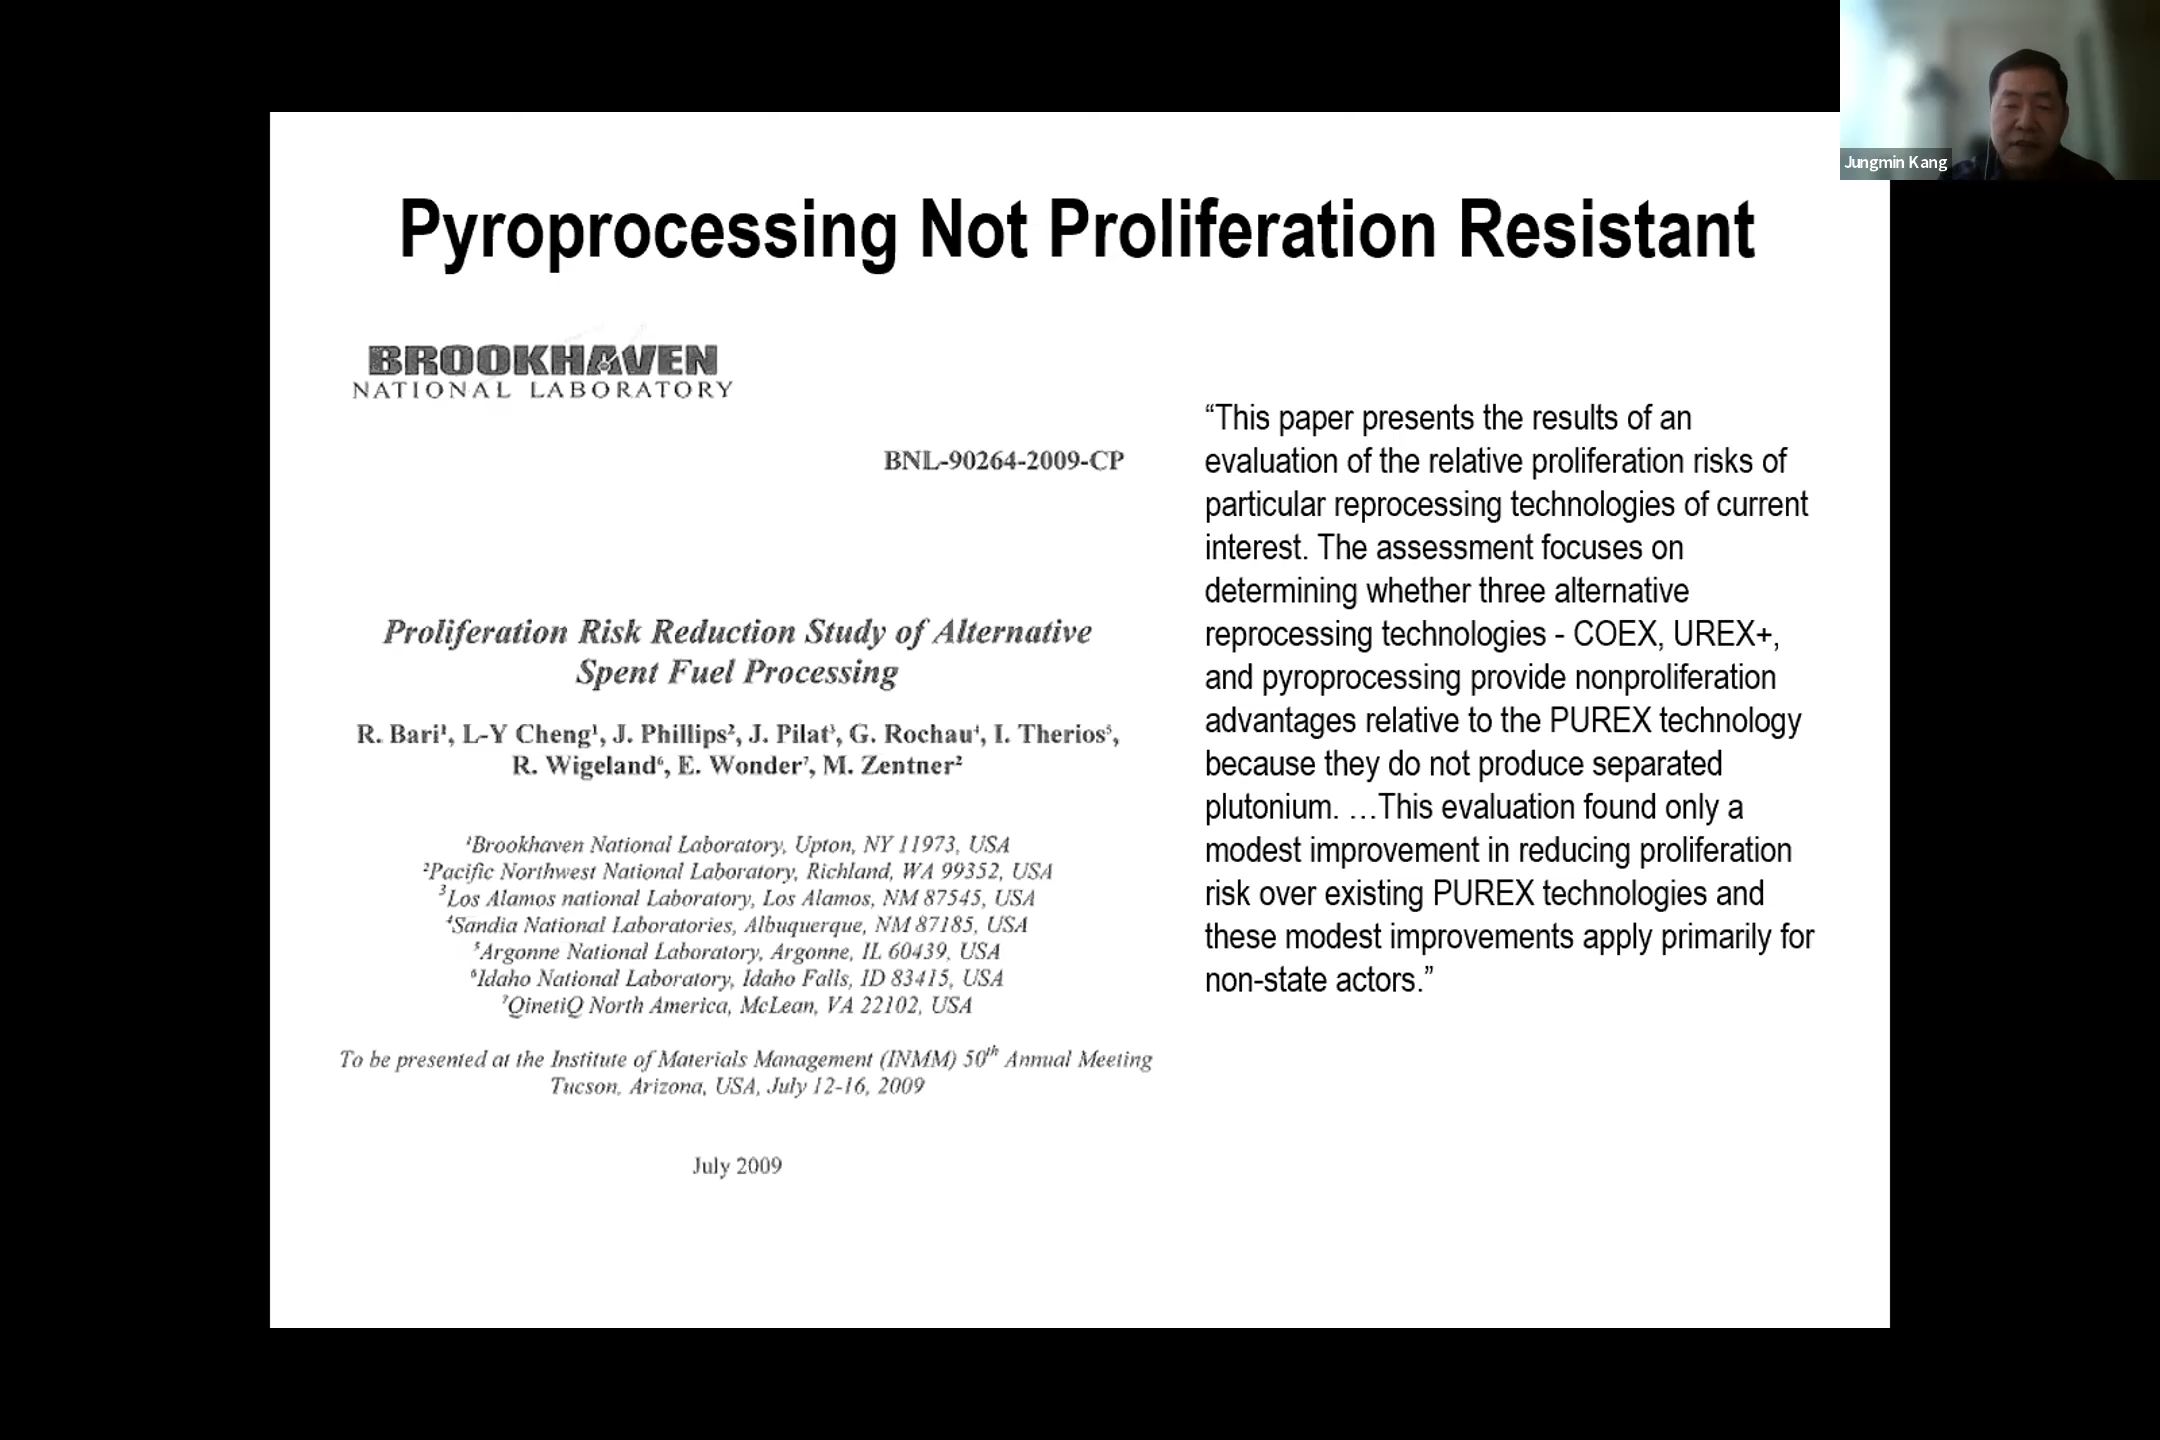 Jungmin Kang
Pyroprocessing Not Proliferation Resistant
BROOKHAVEN
NATIONAL LABORATORY
BNL-90264-2009-CP
Proliferation Risk Reduction Study of Alternative
Spent Fuel Processing
R. Bari¹, L-Y Cheng¹, J. Phillips², J. Pilat³, G. Rochau⁴, I. Therios⁵,
R. Wigeland⁶, E. Wonder⁷, M. Zentner²
¹Brookhaven National Laboratory, Upton, NY 11973, USA
²Pacific Northwest National Laboratory, Richland, WA 99352, USA
³Los Alamos national Laboratory, Los Alamos, NM 87545, USA
⁴Sandia National Laboratories, Albuquerque, NM 87185, USA
⁵Argonne National Laboratory, Argonne, IL 60439, USA
⁶Idaho National Laboratory, Idaho Falls, ID 83415, USA
⁷QinetiQ North America, McLean, VA 22102, USA
To be presented at the Institute of Materials Management (INMM) 50th Annual Meeting
Tucson, Arizona, USA, July 12-16, 2009
July 2009
“This paper presents the results of an
evaluation of the relative proliferation risks of
particular reprocessing technologies of current
interest. The assessment focuses on
determining whether three alternative
reprocessing technologies - COEX, UREX+,
and pyroprocessing provide nonproliferation
advantages relative to the PUREX technology
because they do not produce separated
plutonium. …This evaluation found only a
modest improvement in reducing proliferation
risk over existing PUREX technologies and
these modest improvements apply primarily for
non-state actors.”